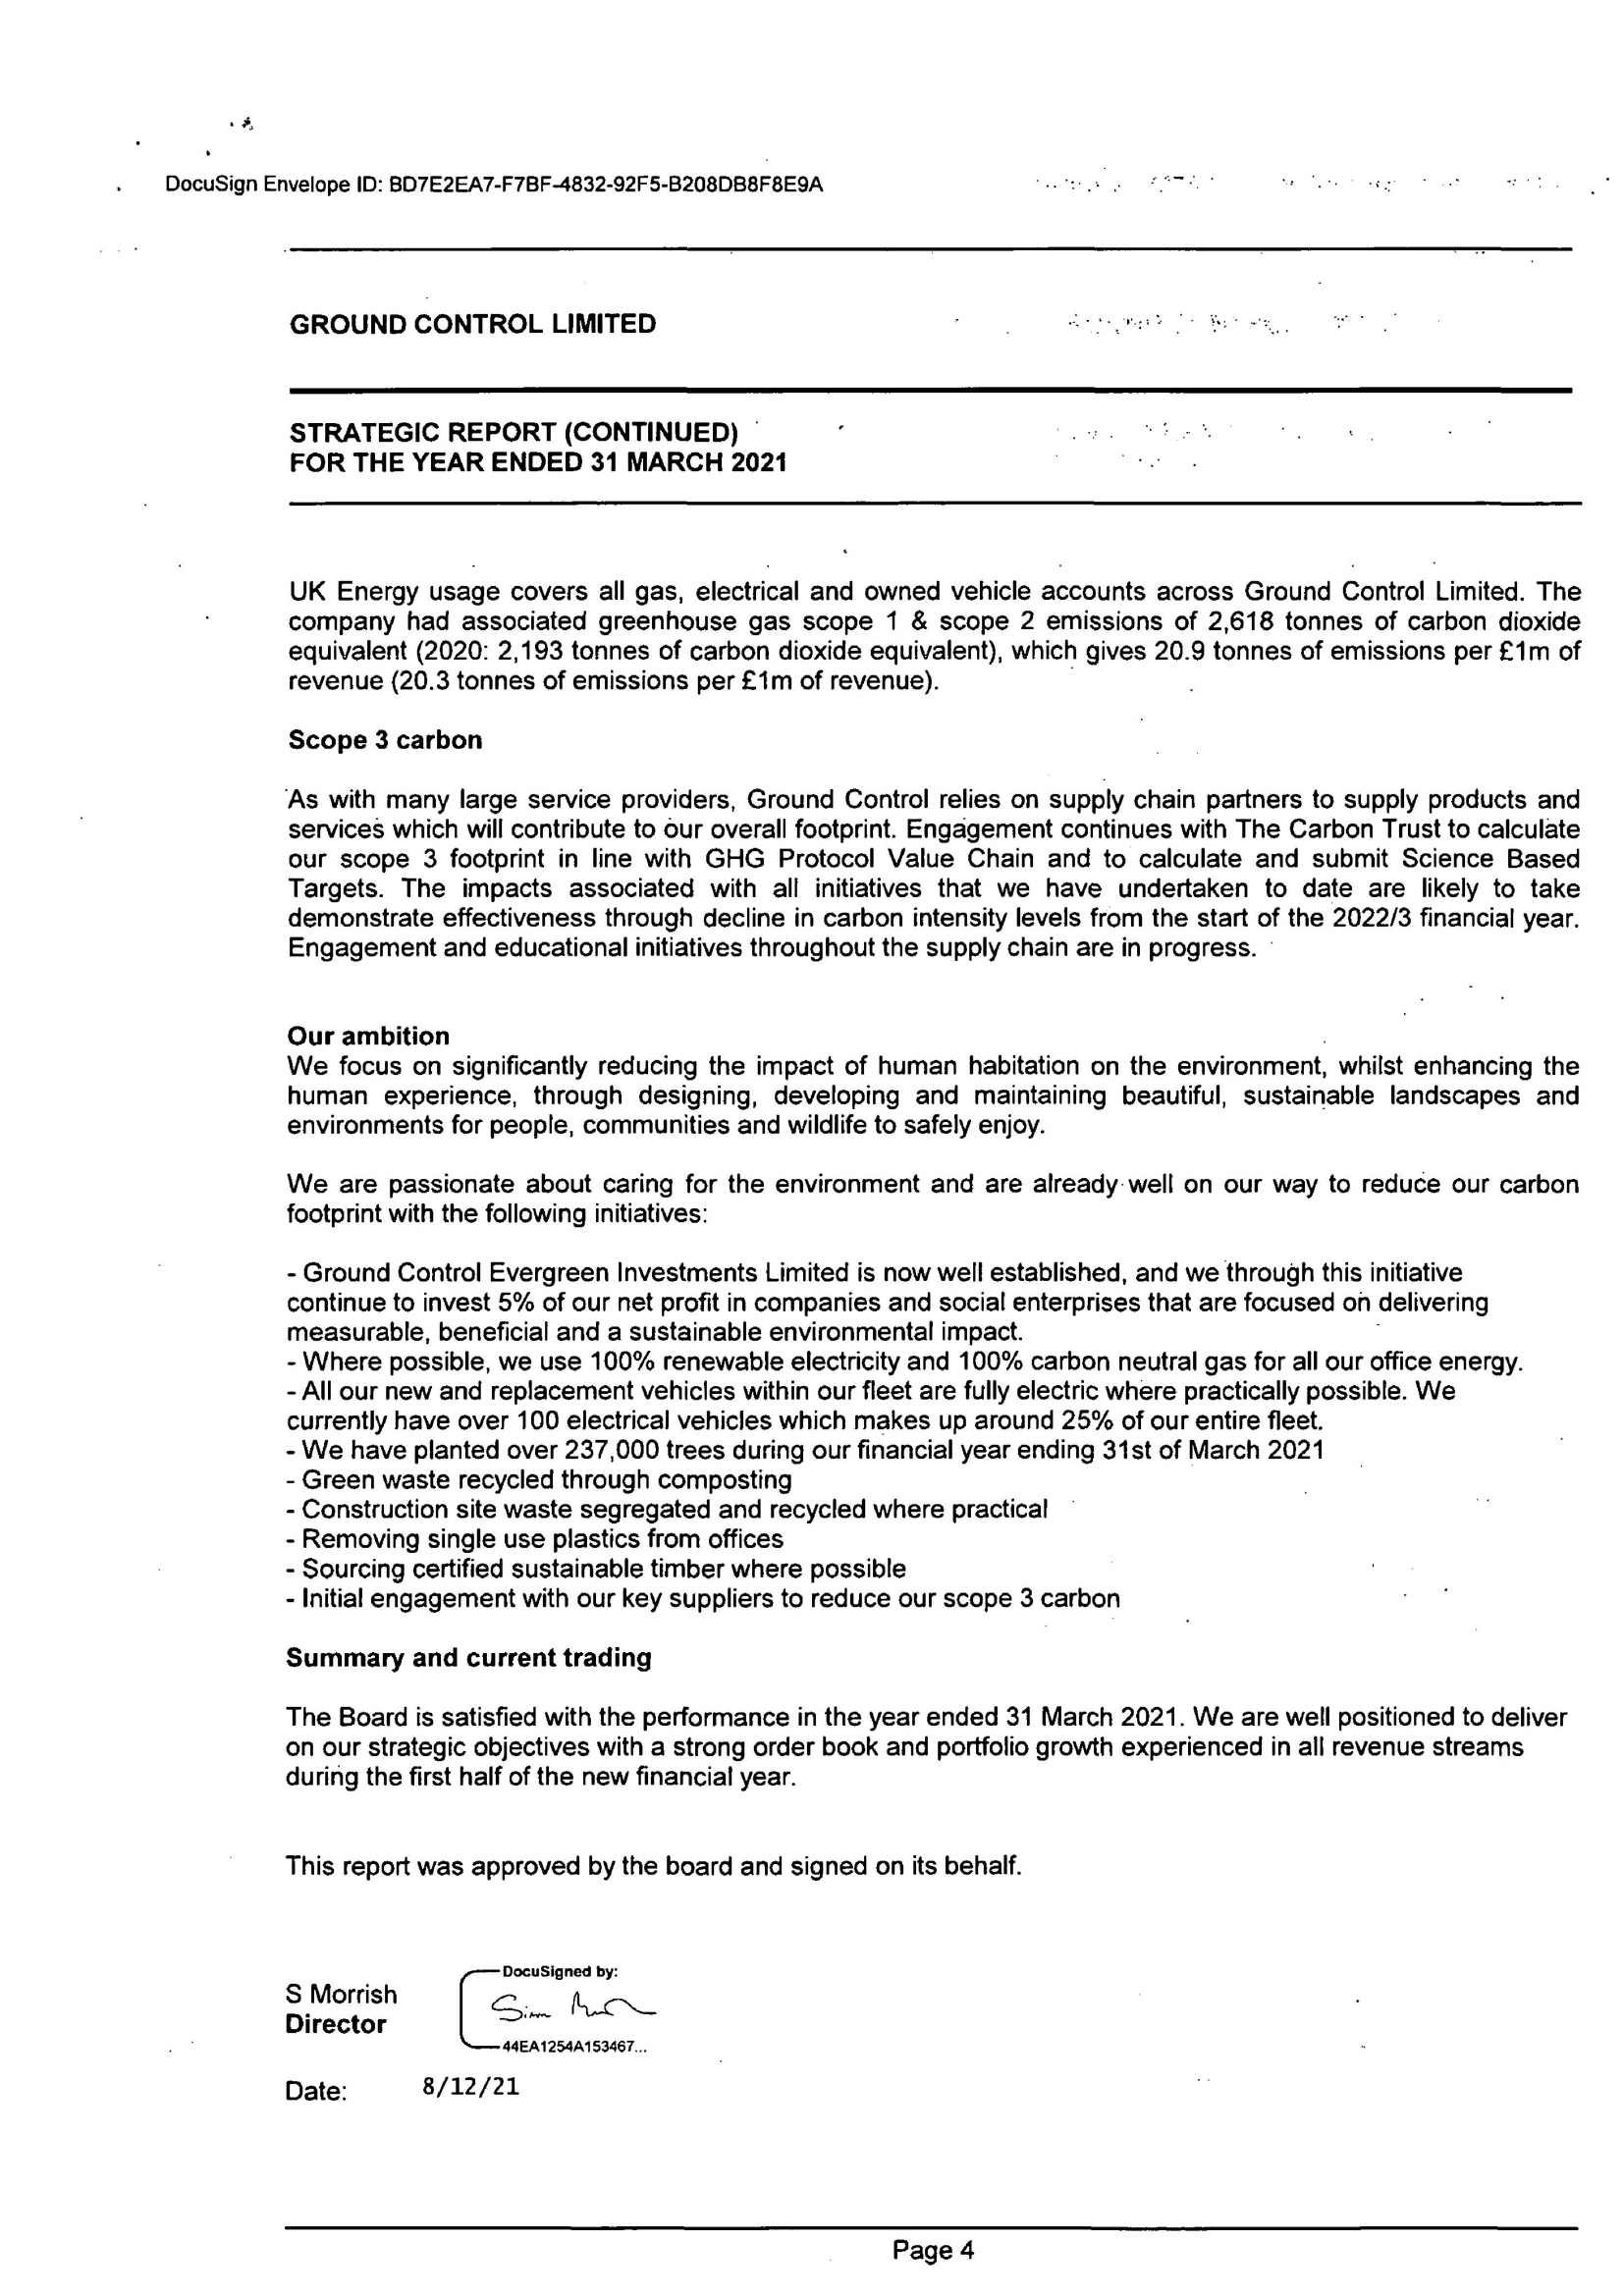 DocuSign Envelope ID: BD7E2EA7-F7BF-4832-92F5-B208DB8F8E9A
GROUND CONTROL LIMITED
STRATEGIC REPORT (CONTINUED)
FOR THE YEAR ENDED 31 MARCH 2021
UK Energy usage covers all gas, electrical and owned vehicle accounts across Ground Control Limited. The
company had associated greenhouse gas scope 1 & scope 2 emissions of 2,618 tonnes of carbon dioxide
equivalent (2020: 2,193 tonnes of carbon dioxide equivalent), which gives 20.9 tonnes of emissions per £1m of
revenue (20.3 tonnes of emissions per £1m of revenue).
Scope 3 carbon
As with many large service providers, Ground Control relies on supply chain partners to supply products and
services which will contribute to our overall footprint. Engagement continues with The Carbon Trust to calculate
our scope 3 footprint in line with GHG Protocol Value Chain and to calculate and submit Science Based
Targets. The impacts associated with all initiatives that we have undertaken to date are likely to take
demonstrate effectiveness through decline in carbon intensity levels from the start of the 2022/3 financial year.
Engagement and educational initiatives throughout the supply chain are in progress.
Our ambition
We focus on significantly reducing the impact of human habitation on the environment, whilst enhancing the
human experience, through designing, developing and maintaining beautiful, sustainable landscapes and
environments for people, communities and wildlife to safely enjoy.
We are passionate about caring for the environment and are already well on our way to reduce our carbon
footprint with the following initiatives:
- Ground Control Evergreen Investments Limited is now well established, and we through this initiative
continue to invest 5% of our net profit in companies and social enterprises that are focused on delivering
measurable, beneficial and a sustainable environmental impact.
- Where possible, we use 100% renewable electricity and 100% carbon neutral gas for all our office energy.
- All our new and replacement vehicles within our fleet are fully electric where practically possible. We
currently have over 100 electrical vehicles which makes up around 25% of our entire fleet.
- We have planted over 237,000 trees during our financial year ending 31st of March 2021
- Green waste recycled through composting
- Construction site waste segregated and recycled where practical
- Removing single use plastics from offices
- Sourcing certified sustainable timber where possible
- Initial engagement with our key suppliers to reduce our scope 3 carbon
Summary and current trading
The Board is satisfied with the performance in the year ended 31 March 2021. We are well positioned to deliver
on our strategic objectives with a strong order book and portfolio growth experienced in all revenue streams
during the first half of the new financial year.
This report was approved by the board and signed on its behalf.
DocuSigned by:
S Morrish
Director
44EA1254A153467...
Date: 8/12/21
Page 4